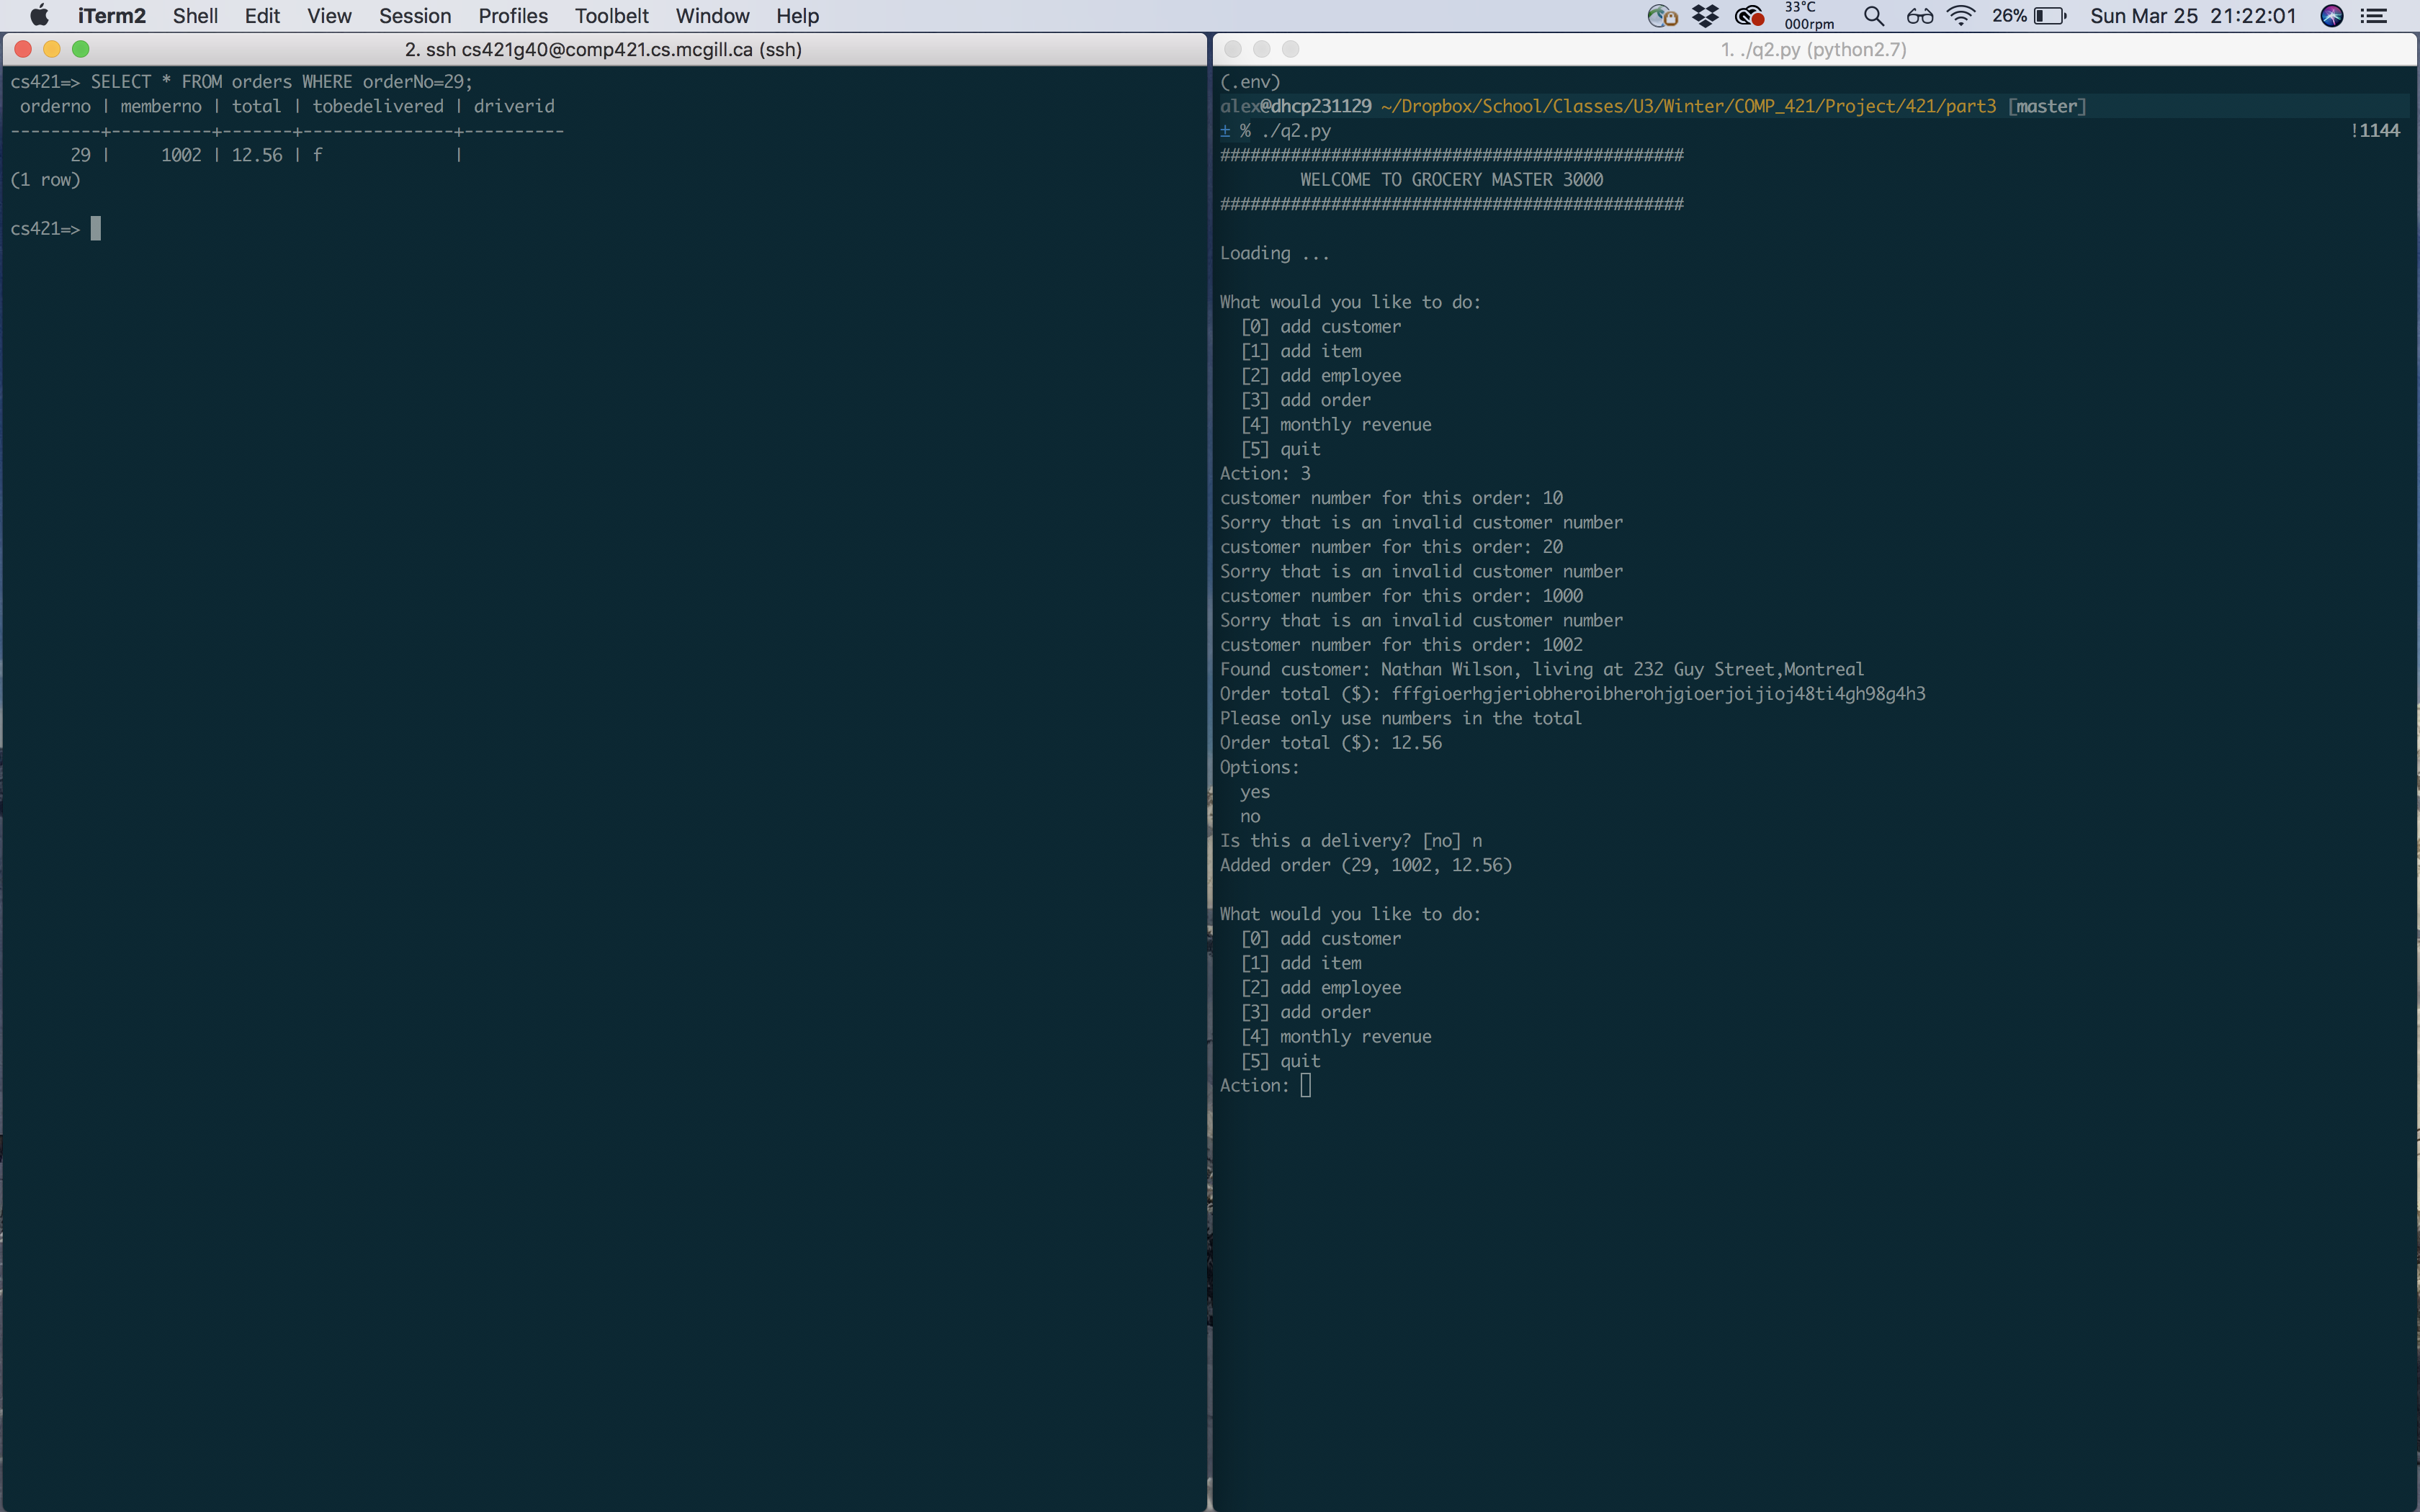 iTerm2 Shell Edit View Session Profiles Toolbelt Window Help 33°C 000rpm 26% Sun Mar 25 21:22:01
2. ssh cs421g40@comp421.cs.mcgill.ca (ssh)
cs421=> SELECT * FROM orders WHERE orderNo=29;
 orderno | memberno | total | tobedelivered | driverid
---------+----------+-------+---------------+----------
      29 |     1002 | 12.56 | f             |
(1 row)
cs421=>
1. ./q2.py (python2.7)
(.env)
alex@dhcp231129 ~/Dropbox/School/Classes/U3/Winter/COMP_421/Project/421/part3 [master]
± % ./q2.py !1144
##############################################
        WELCOME TO GROCERY MASTER 3000
##############################################
Loading ...
What would you like to do:
  [0] add customer
  [1] add item
  [2] add employee
  [3] add order
  [4] monthly revenue
  [5] quit
Action: 3
customer number for this order: 10
Sorry that is an invalid customer number
customer number for this order: 20
Sorry that is an invalid customer number
customer number for this order: 1000
Sorry that is an invalid customer number
customer number for this order: 1002
Found customer: Nathan Wilson, living at 232 Guy Street,Montreal
Order total ($): fffgioerhgjeriobheroibherohjgioerjoijioj48ti4gh98g4h3
Please only use numbers in the total
Order total ($): 12.56
Options:
  yes
  no
Is this a delivery? [no] n
Added order (29, 1002, 12.56)
What would you like to do:
  [0] add customer
  [1] add item
  [2] add employee
  [3] add order
  [4] monthly revenue
  [5] quit
Action: